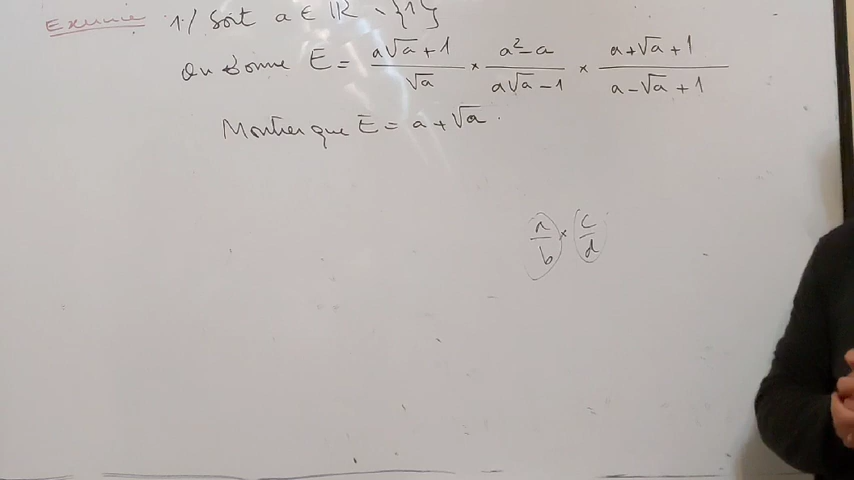 Exercice 1./ Soit a ∈ ℝ \ {1}
On donne E = (a√a + 1)/√a × (a² - a)/(a√a - 1) × (a + √a + 1)/(a - √a + 1)
Montrer que E = a + √a.
a/b × c/d